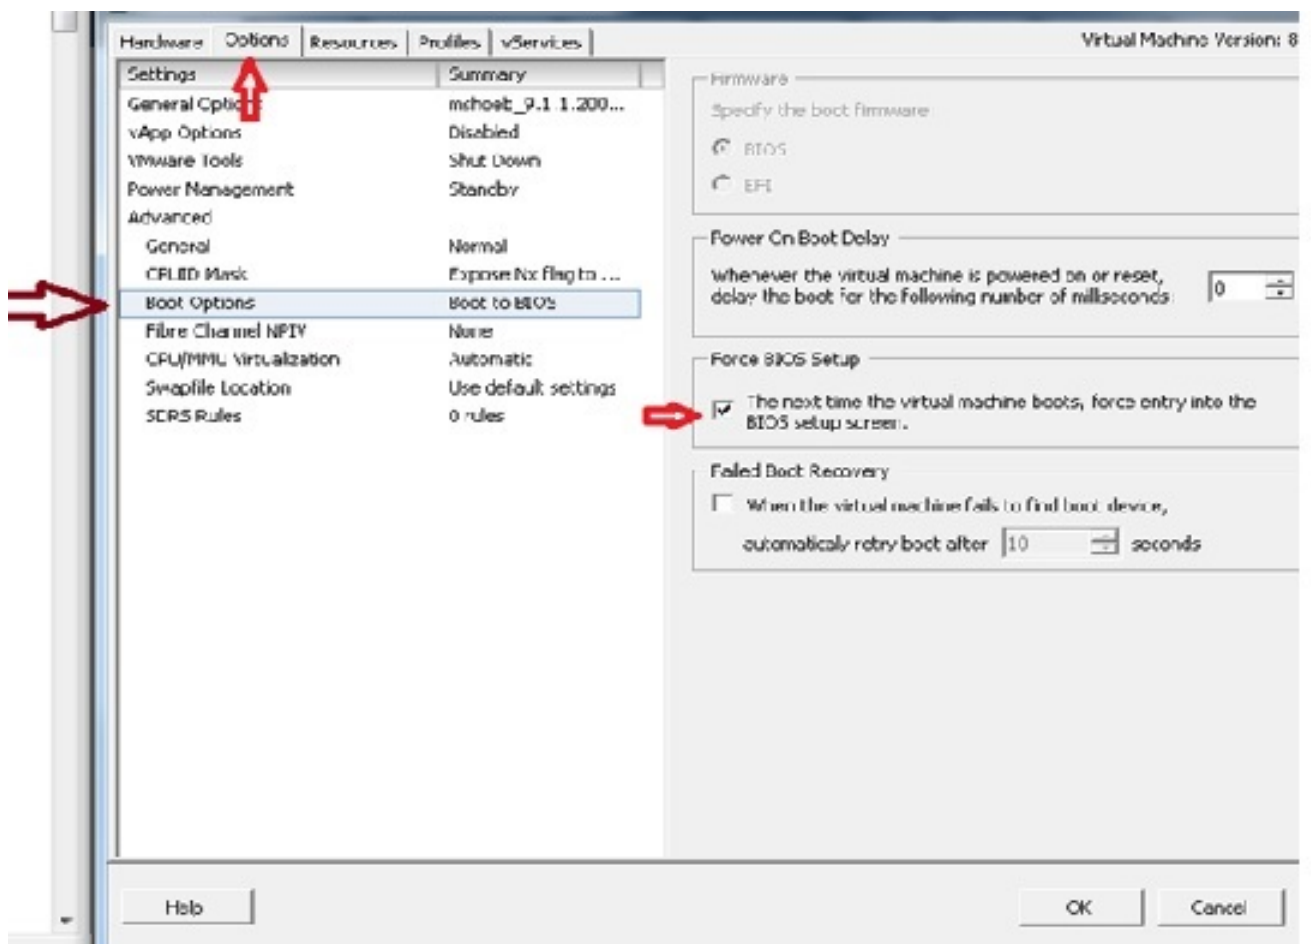 Hardware Options Resources Profiles vServices Virtual Machine Version: 8
Settings Summary
General Options mshoeb_9.1.1.200...
vApp Options Disabled
VMware Tools Shut Down
Power Management Standby
Advanced
General Normal
CPUID Mask Expose Nx flag to ...
Boot Options Boot to BIOS
Fibre Channel NPIV None
CPU/MMU Virtualization Automatic
Swapfile Location Use default settings
SDRS Rules 0 rules
Firmware
Specify the boot firmware:
BIOS
EFI
Power On Boot Delay
Whenever the virtual machine is powered on or reset,
delay the boot for the following number of milliseconds: 0
Force BIOS Setup
The next time the virtual machine boots, force entry into the
BIOS setup screen.
Failed Boot Recovery
When the virtual machine fails to find boot device,
automaticaly retry boot after 10 seconds
Help OK Cancel